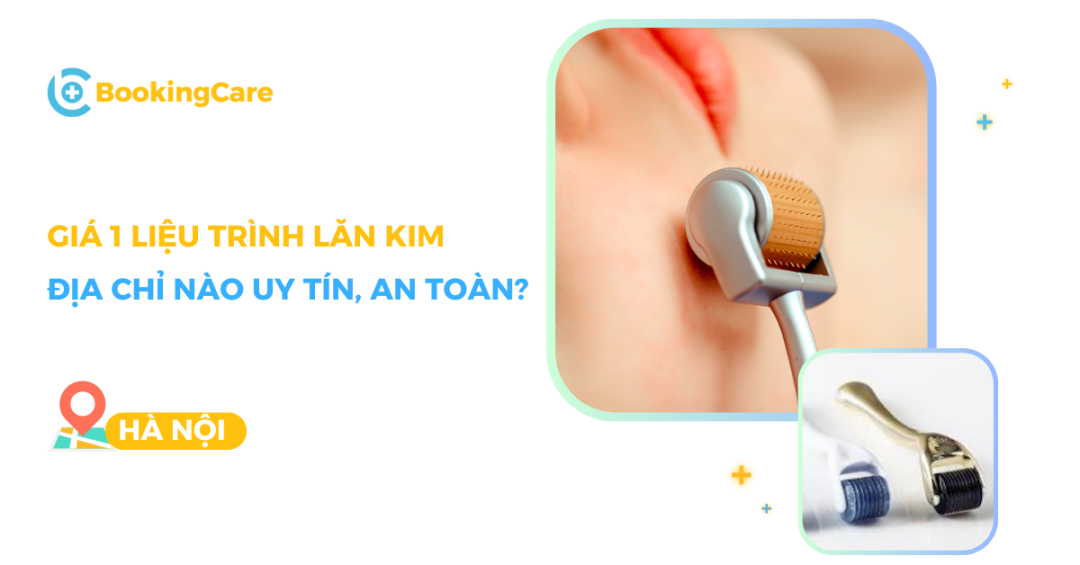 BookingCare
GIÁ 1 LIỆU TRÌNH LĂN KIM
ĐỊA CHỈ NÀO UY TÍN, AN TOÀN?
HÀ NỘI